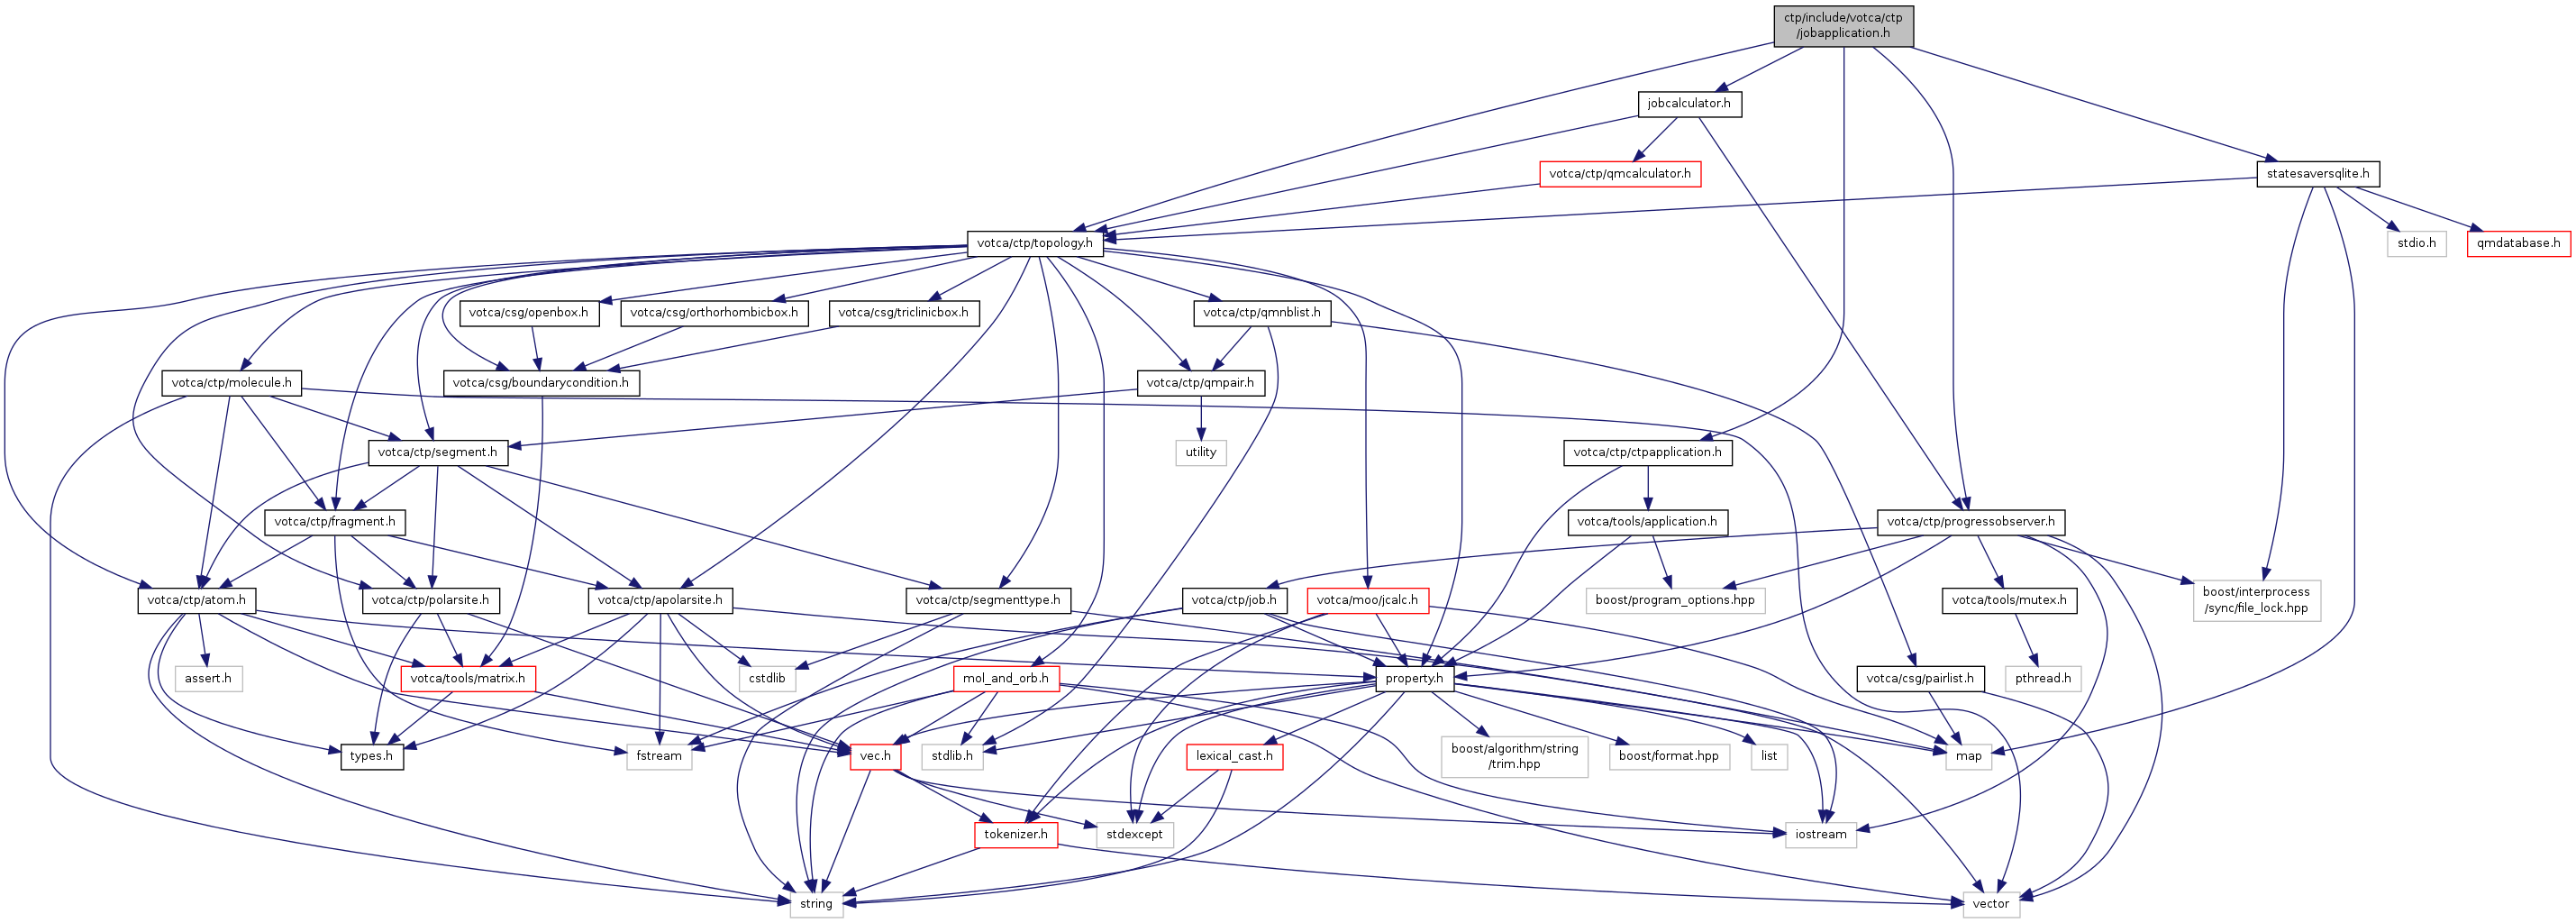 ctp/include/votca/ctp
/jobapplication.h
jobcalculator.h
votca/ctp/qmcalculator.h
statesaversqlite.h
votca/ctp/topology.h
stdio.h
qmdatabase.h
votca/csg/openbox.h
votca/csg/orthorhombicbox.h
votca/csg/triclinicbox.h
votca/ctp/qmnblist.h
votca/ctp/molecule.h
votca/csg/boundarycondition.h
votca/ctp/qmpair.h
votca/ctp/segment.h
utility
votca/ctp/ctpapplication.h
votca/ctp/fragment.h
votca/tools/application.h
votca/ctp/progressobserver.h
votca/ctp/atom.h
votca/ctp/polarsite.h
votca/ctp/apolarsite.h
votca/ctp/segmenttype.h
votca/ctp/job.h
votca/moo/jcalc.h
boost/program_options.hpp
votca/tools/mutex.h
boost/interprocess
/sync/file_lock.hpp
assert.h
votca/tools/matrix.h
cstdlib
mol_and_orb.h
property.h
votca/csg/pairlist.h
pthread.h
types.h
fstream
vec.h
stdlib.h
lexical_cast.h
boost/algorithm/string
/trim.hpp
boost/format.hpp
list
map
tokenizer.h
stdexcept
iostream
string
vector